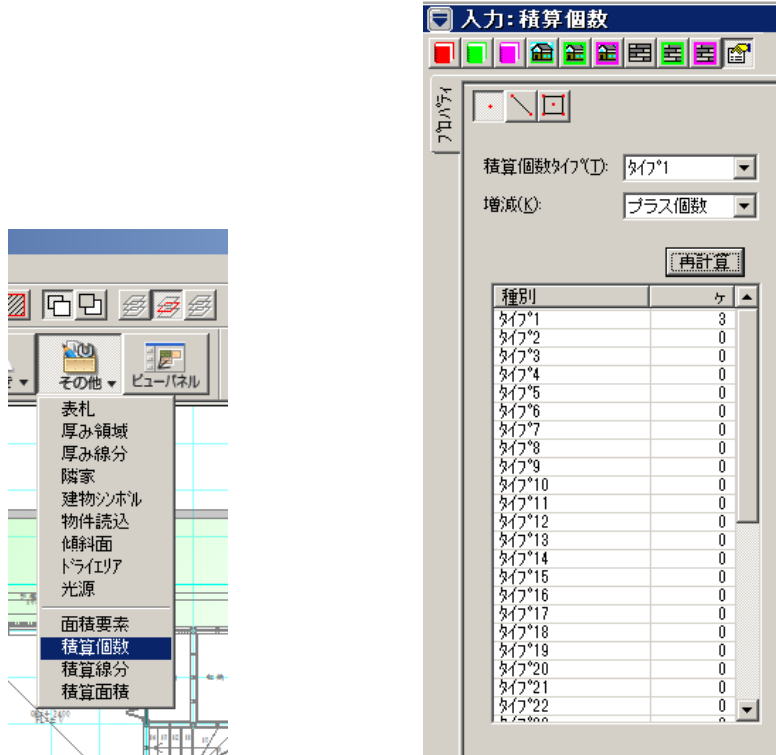 その他
ビューパネル
表札
厚み領域
厚み線分
隣家
建物ｼﾝﾎﾞﾙ
物件読込
傾斜面
ﾄﾞﾗｲｴﾘｱ
光源
面積要素
積算個数
積算線分
積算面積
入力: 積算個数
ﾌﾟﾛﾊﾟﾃｨ
積算個数ﾀｲﾌﾟ(T): ﾀｲﾌﾟ1
増減(K): プラス個数
再計算
種別 ヶ
ﾀｲﾌﾟ1 3
ﾀｲﾌﾟ2 0
ﾀｲﾌﾟ3 0
ﾀｲﾌﾟ4 0
ﾀｲﾌﾟ5 0
ﾀｲﾌﾟ6 0
ﾀｲﾌﾟ7 0
ﾀｲﾌﾟ8 0
ﾀｲﾌﾟ9 0
ﾀｲﾌﾟ10 0
ﾀｲﾌﾟ11 0
ﾀｲﾌﾟ12 0
ﾀｲﾌﾟ13 0
ﾀｲﾌﾟ14 0
ﾀｲﾌﾟ15 0
ﾀｲﾌﾟ16 0
ﾀｲﾌﾟ17 0
ﾀｲﾌﾟ18 0
ﾀｲﾌﾟ19 0
ﾀｲﾌﾟ20 0
ﾀｲﾌﾟ21 0
ﾀｲﾌﾟ22 0